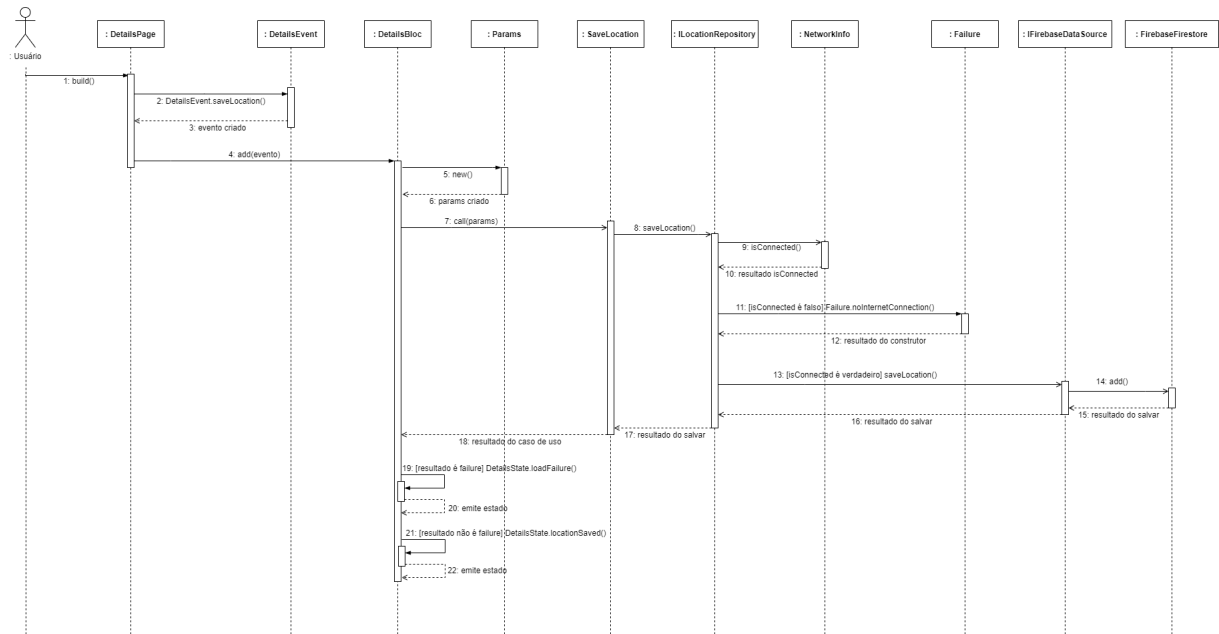 : DetailsPage
: DetailsEvent
: DetailsBloc
: Params
: SaveLocation
: ILocationRepository
: NetworkInfo
: Failure
: IFirebaseDataSource
: FirebaseFirestore
: Usuário
1: build()
2: DetailsEvent.saveLocation()
3: evento criado
4: add(evento)
5: new()
6: params criado
7: call(params)
8: saveLocation()
9: isConnected()
10: resultado isConnected
11: [isConnected é falso] Failure.noInternetConnection()
12: resultado do construtor
13: [isConnected é verdadeiro] saveLocation()
14: add()
15: resultado do salvar
16: resultado do salvar
17: resultado do salvar
18: resultado do caso de uso
19: [resultado é failure] DetailsState.loadFailure()
20: emite estado
21: [resultado não é failure] DetailsState.locationSaved()
22: emite estado